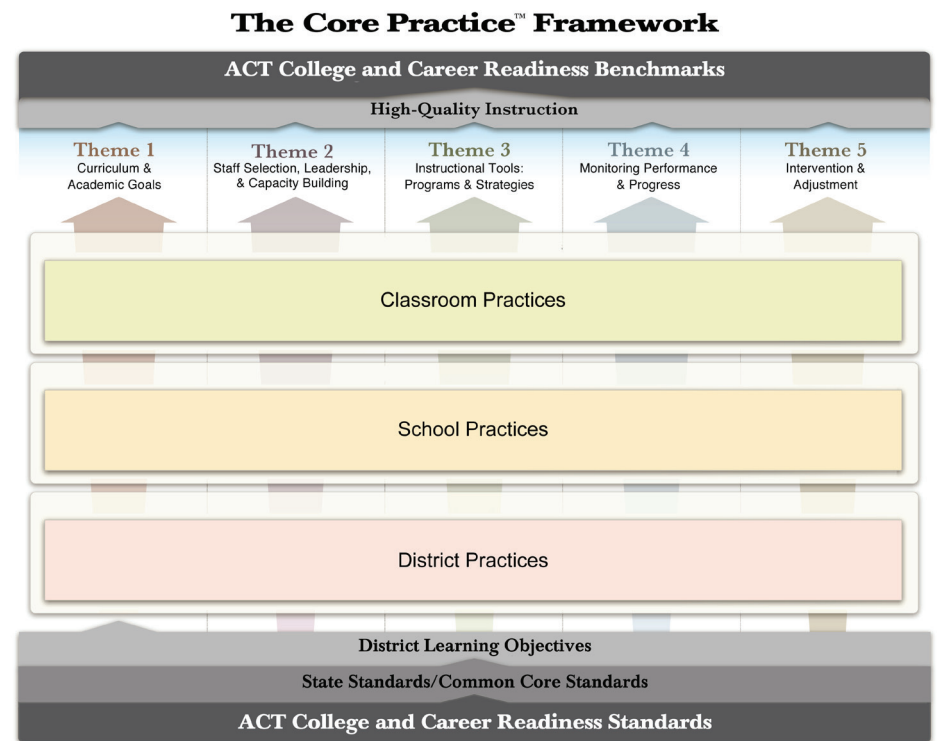 The Core Practice™ Framework
ACT College and Career Readiness Benchmarks
High-Quality Instruction
Theme 1
Curriculum &
Academic Goals
Theme 2
Staff Selection, Leadership,
& Capacity Building
Theme 3
Instructional Tools:
Programs & Strategies
Theme 4
Monitoring Performance
& Progress
Theme 5
Intervention &
Adjustment
Classroom Practices
School Practices
District Practices
District Learning Objectives
State Standards/Common Core Standards
ACT College and Career Readiness Standards